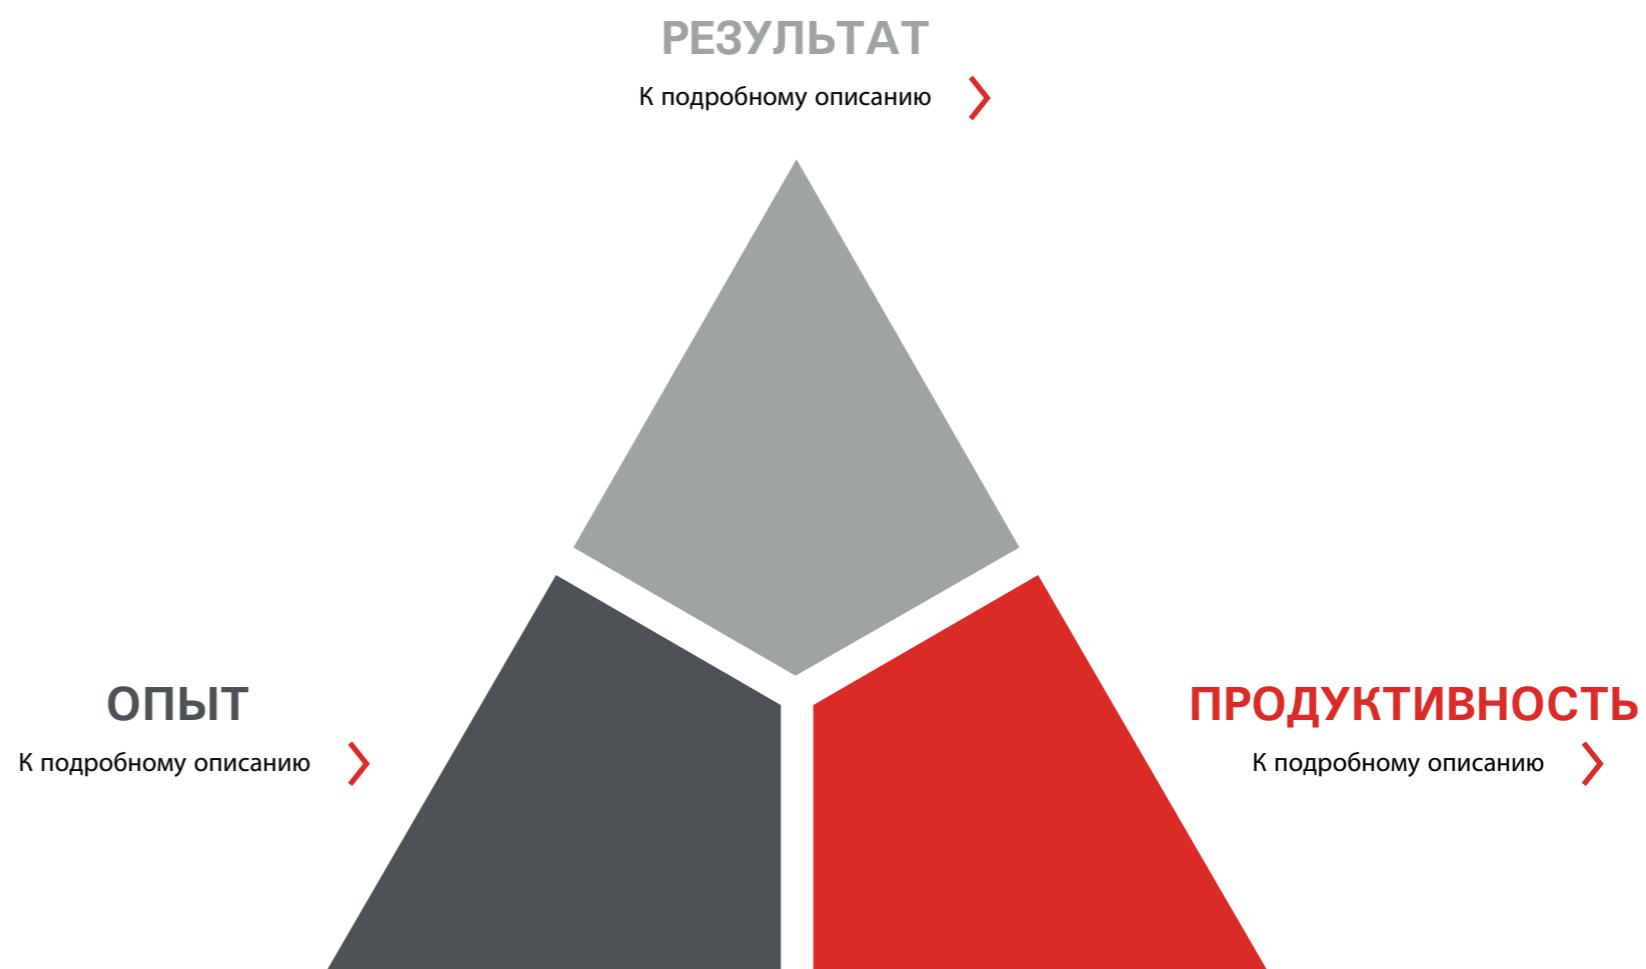 РЕЗУЛЬТАТ
К подробному описанию
ОПЫТ
К подробному описанию
ПРОДУКТИВНОСТЬ
К подробному описанию